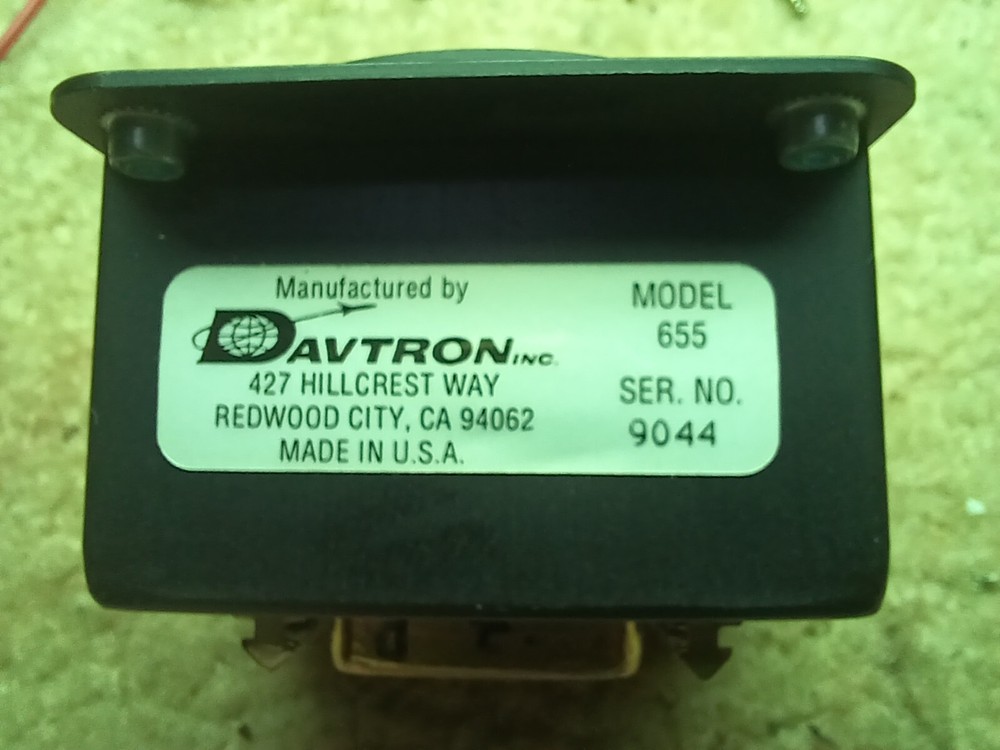 Manufactured by
DAVTRON INC.
427 HILLCREST WAY
REDWOOD CITY, CA 94062
MADE IN U.S.A.
MODEL
655
SER. NO.
9044